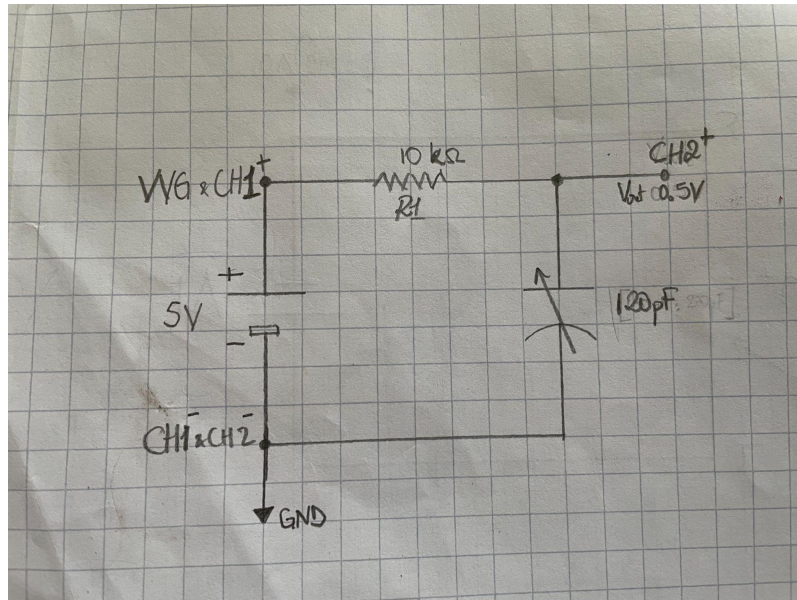 10 kΩ
R1
WG & CH1+
CH2+
Vout 0.5V
+
5V
−
120pF
CH1− & CH2−
GND